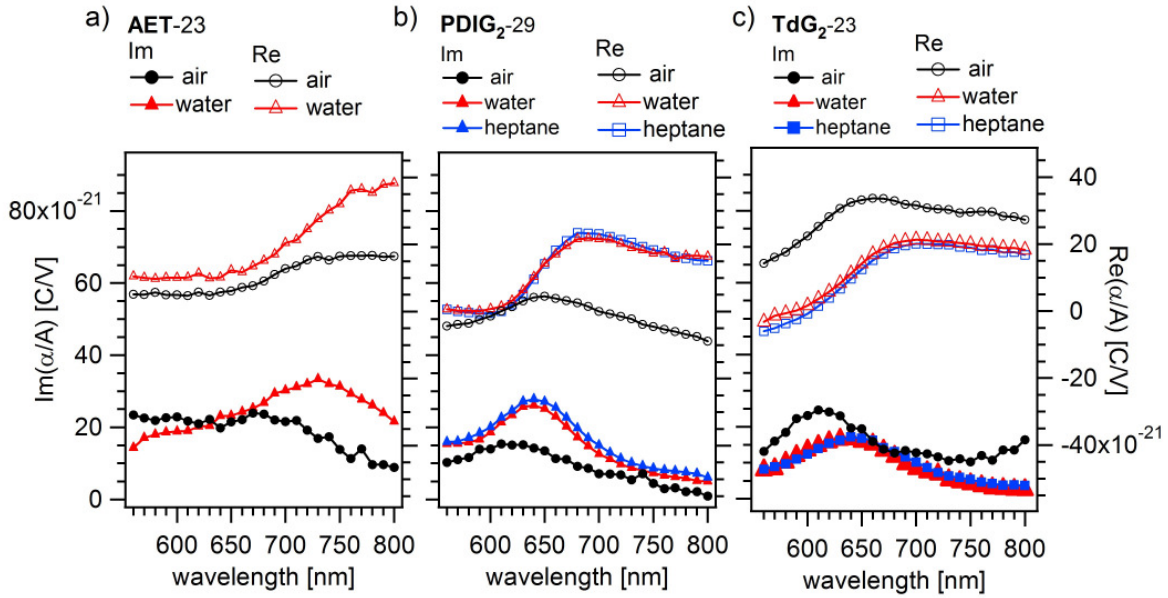 a) AET-23
Im Re
air air
water water
b) PDIG₂-29
Im Re
air air
water water
heptane heptane
c) TdG₂-23
Im Re
air air
water water
heptane heptane
Im(α/A) [C/V]
80x10⁻²¹
60
40
20
0
40
20
0
-20
-40x10⁻²¹
Re(α/A) [C/V]
600 650 700 750 800
wavelength [nm]
600 650 700 750 800
wavelength [nm]
600 650 700 750 800
wavelength [nm]